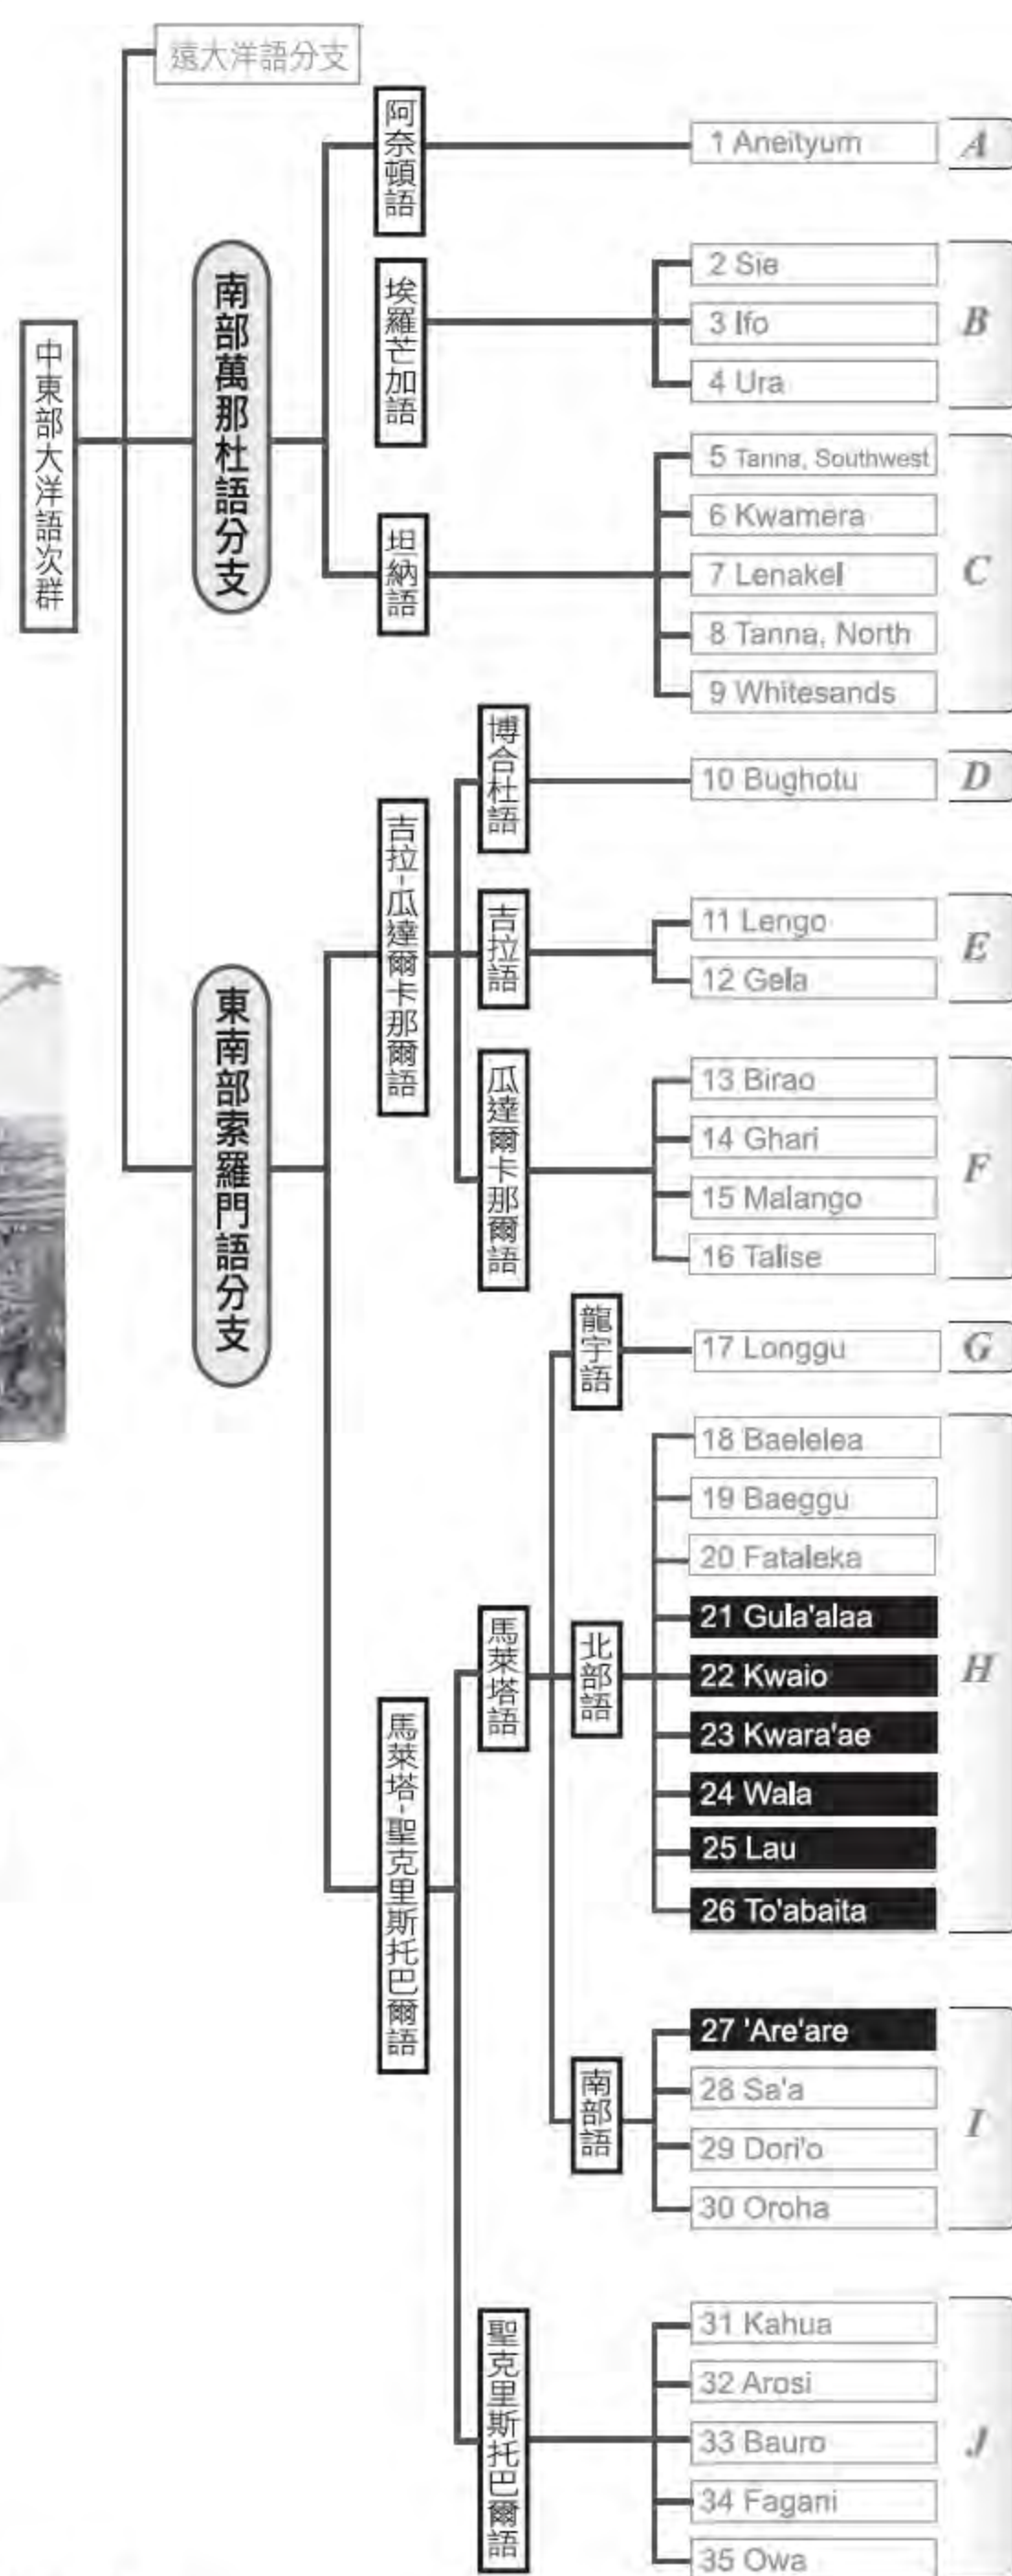 遠大洋語分支
中東部大洋語次群
南部萬那杜語分支
阿奈頓語
1 Aneityum
A
埃羅芒加語
2 Sie
3 Ifo
4 Ura
B
坦納語
5 Tanna, Southwest
6 Kwamera
7 Lenakel
8 Tanna, North
9 Whitesands
C
東南部索羅門語分支
吉拉-瓜達爾卡那爾語
博合杜語
10 Bughotu
D
吉拉語
11 Lengo
12 Gela
E
瓜達爾卡那爾語
13 Birao
14 Ghari
15 Malango
16 Talise
F
馬萊塔-聖克里斯托巴爾語
馬萊塔語
龍宇語
17 Longgu
G
北部語
18 Baelelea
19 Baeggu
20 Fataleka
21 Gula'alaa
22 Kwaio
23 Kwara'ae
24 Wala
25 Lau
26 To'abaita
H
南部語
27 'Are'are
28 Sa'a
29 Dori'o
30 Oroha
I
聖克里斯托巴爾語
31 Kahua
32 Arosi
33 Bauro
34 Fagani
35 Owa
J